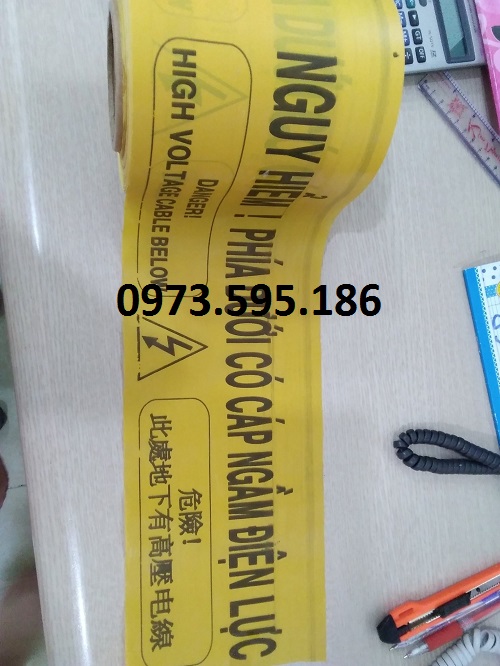 NGUY HIỂM ! PHÍA DƯỚI CÓ CÁP NGẦM ĐIỆN LỰC
DANGER!
HIGH VOLTAGE CABLE BELOW
危險!
此處地下有高壓电線
0973.595.186